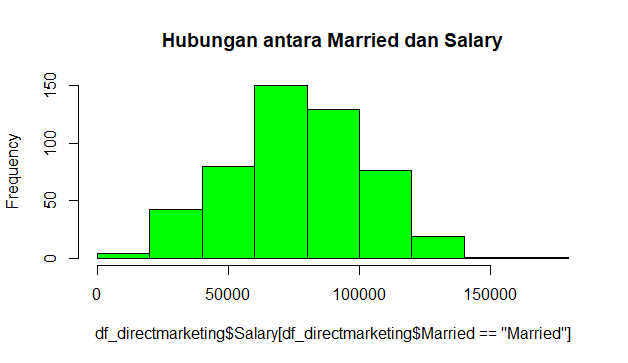 Hubungan antara Married dan Salary
Frequency
150
100
50
0
0 50000 100000 150000
df_directmarketing$Salary[df_directmarketing$Married == "Married"]